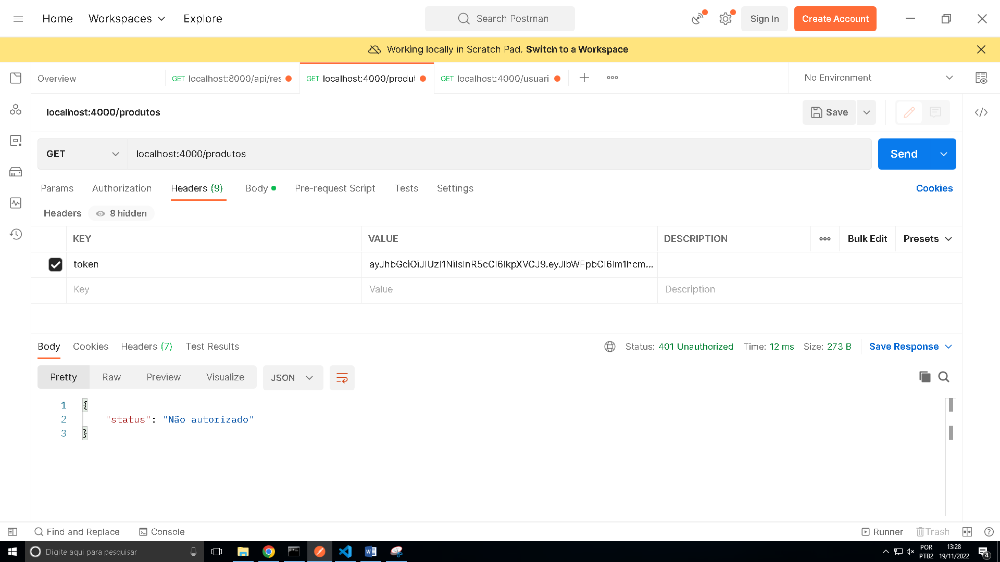 Home Workspaces Explore Search Postman Sign In Create Account
Working locally in Scratch Pad. Switch to a Workspace
Overview GET localhost:8000/api/res GET localhost:4000/produt GET localhost:4000/usuari No Environment
localhost:4000/produtos Save
GET localhost:4000/produtos Send
Params Authorization Headers (9) Body Pre-request Script Tests Settings Cookies
Headers 8 hidden
KEY VALUE DESCRIPTION Bulk Edit Presets
token ayJhbGciOiJIUzI1NiIsInR5cCI6IkpXVCJ9.eyJlbWFpbCI6Im1hcm...
Key Value Description
Body Cookies Headers (7) Test Results Status: 401 Unauthorized Time: 12 ms Size: 273 B Save Response
Pretty Raw Preview Visualize JSON
1 {
2 "status": "Não autorizado"
3 }
Find and Replace Console Runner Trash
Digite aqui para pesquisar POR 13:28
PTB2 19/11/2022 4